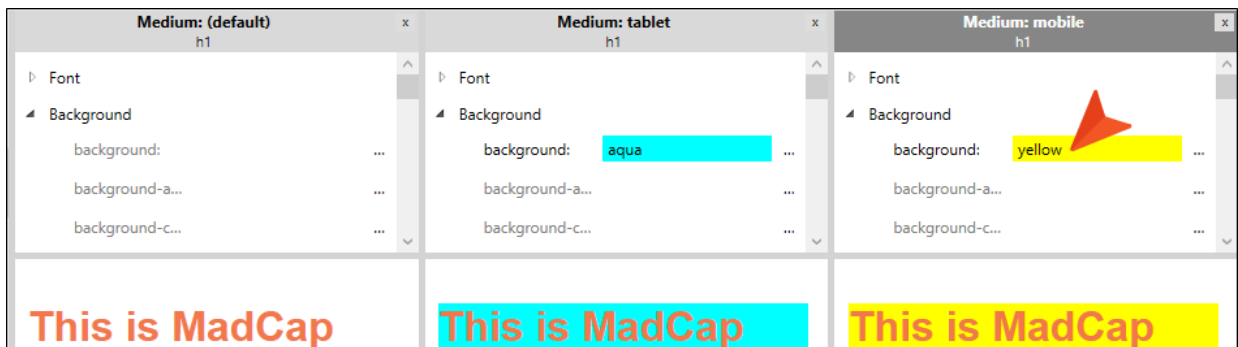 Medium: (default)
x
h1
Font
Background
background:
...
background-a...
...
background-c...
...
This is MadCap
Medium: tablet
x
h1
Font
Background
background:
aqua
...
background-a...
...
background-c...
...
This is MadCap
Medium: mobile
x
h1
Font
Background
background:
yellow
...
background-a...
...
background-c...
...
This is MadCap